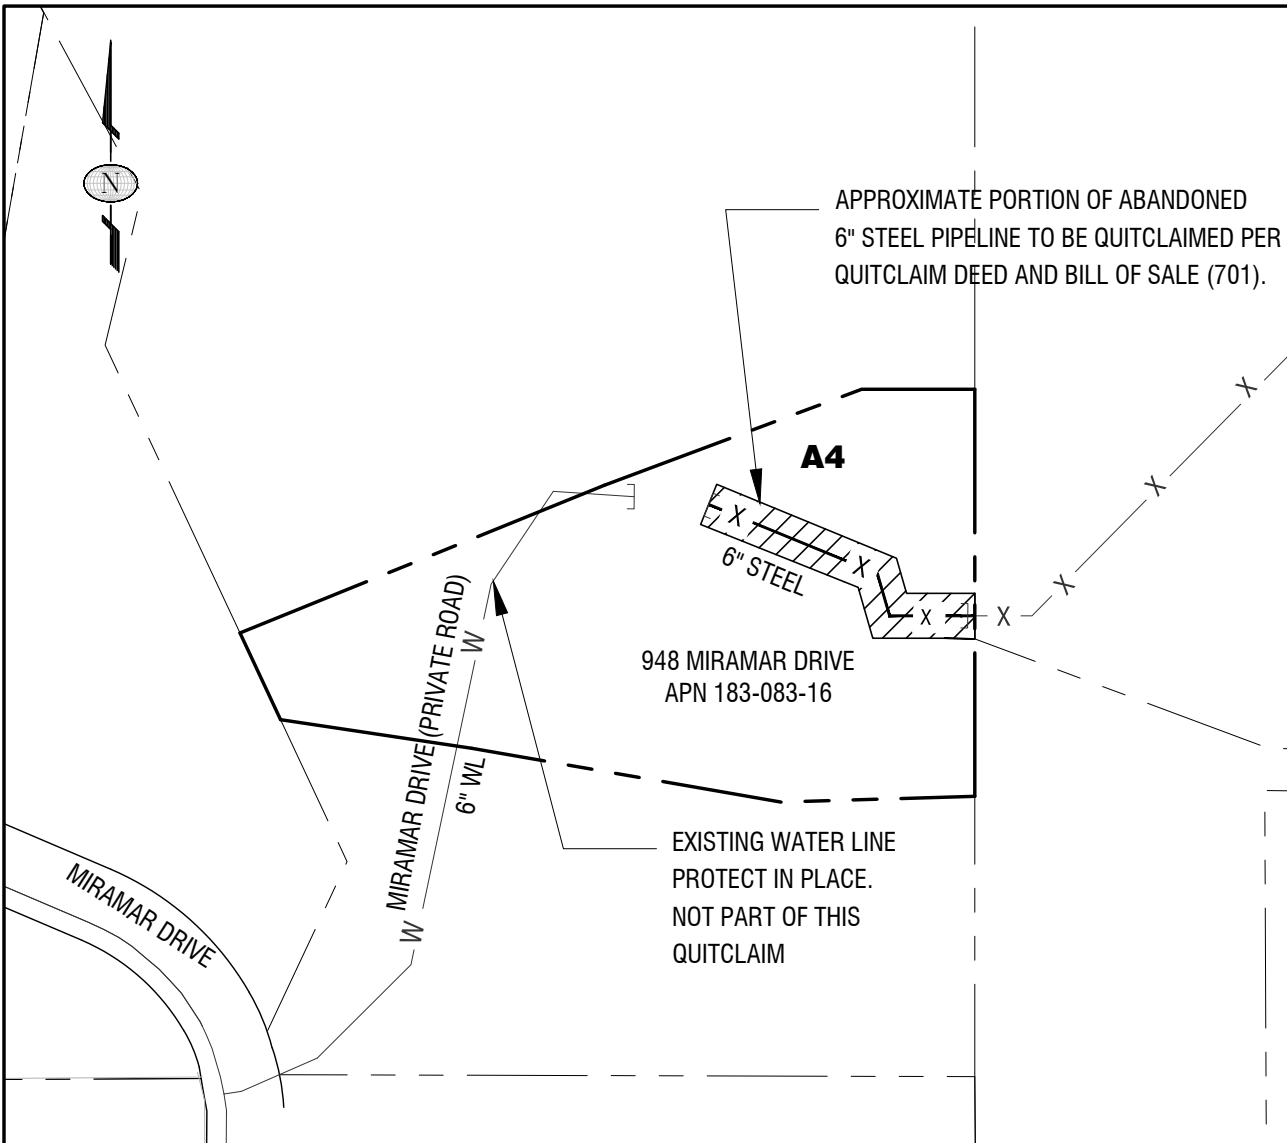 N
APPROXIMATE PORTION OF ABANDONED
6" STEEL PIPELINE TO BE QUITCLAIMED PER
QUITCLAIM DEED AND BILL OF SALE (701).
X
A4
X
X
X
6" STEEL
X
X
X
948 MIRAMAR DRIVE
APN 183-083-16
MIRAMAR DRIVE (PRIVATE ROAD)
W
6" WL
W
EXISTING WATER LINE
PROTECT IN PLACE.
NOT PART OF THIS
QUITCLAIM
MIRAMAR DRIVE